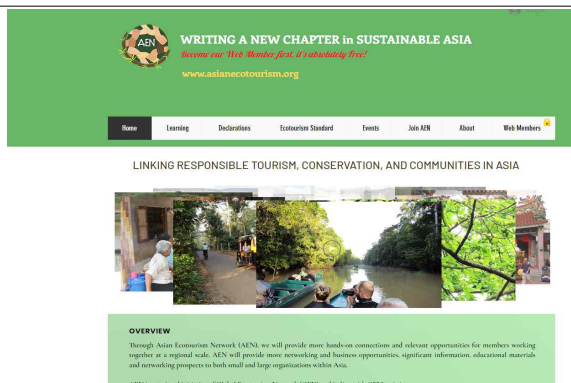 AEN
WRITING A NEW CHAPTER in SUSTAINABLE ASIA
Become our Web Member first, it's absolutely Free!
www.asianecotourism.org
Home Learning Declarations Ecotourism Standard Events Join AEN About Web Members
LINKING RESPONSIBLE TOURISM, CONSERVATION, AND COMMUNITIES IN ASIA
OVERVIEW
Through Asian Ecotourism Network (AEN), we will provide more hands-on connections and relevant opportunities for members working
together at a regional scale. AEN will provide more networking and business opportunities, significant information, educational materials
and networking prospects to both small and large organizations within Asia.